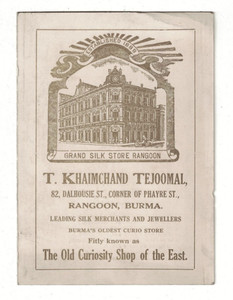 ESTABLISHED 1869
GRAND SILK STORE RANGOON
T. KHAIMCHAND TEJOOMAL,
82, DALHOUSIE ST., CORNER OF PHAYRE ST.,
RANGOON, BURMA.
LEADING SILK MERCHANTS AND JEWELLERS
BURMA'S OLDEST CURIO STORE
Fitly known as
The Old Curiosity Shop of the East.